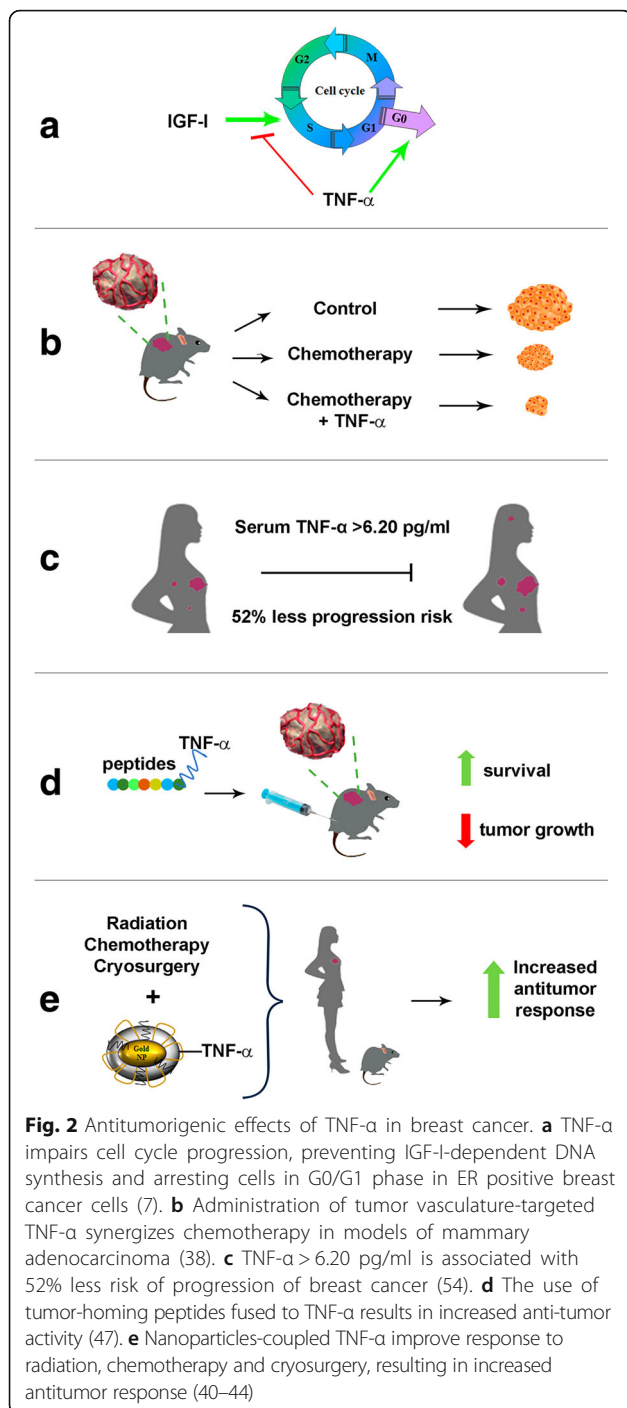 a
G2
M
Cell cycle
IGF-I
S
G1
G0
TNF-α
b
Control
Chemotherapy
Chemotherapy
+ TNF-α
c
Serum TNF-α >6.20 pg/ml
52% less progression risk
d
TNF-α
peptides
survival
tumor growth
e
Radiation
Chemotherapy
Cryosurgery
+
Gold
NP
TNF-α
Increased
antitumor
response
Fig. 2 Antitumorigenic effects of TNF-α in breast cancer. a TNF-α
impairs cell cycle progression, preventing IGF-I-dependent DNA
synthesis and arresting cells in G0/G1 phase in ER positive breast
cancer cells (7). b Administration of tumor vasculature-targeted
TNF-α synergizes chemotherapy in models of mammary
adenocarcinoma (38). c TNF-α > 6.20 pg/ml is associated with
52% less risk of progression of breast cancer (54). d The use of
tumor-homing peptides fused to TNF-α results in increased anti-tumor
activity (47). e Nanoparticles-coupled TNF-α improve response to
radiation, chemotherapy and cryosurgery, resulting in increased
antitumor response (40–44)